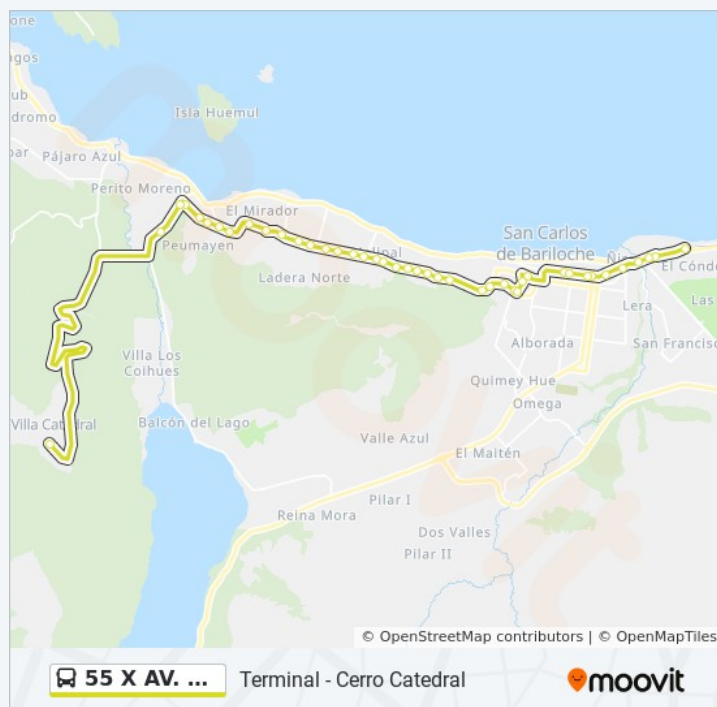 one
gos
ub
dromo
Isla Huemul
Pájaro Azul
Perito Moreno
El Mirador
San Carlos
de Bariloche
Peumayen
Ladera Norte
El Cónde
Las
Lera
Alborada
San Francisc
Villa Los
Coihues
Quimey Hue
Omega
Villa Catedral
Balcón del Lago
Valle Azul
El Maitén
Pilar I
Reina Mora
Dos Valles
Pilar II
© OpenStreetMap contributors | © OpenMapTiles
55 X AV. ...
Terminal - Cerro Catedral
moovit